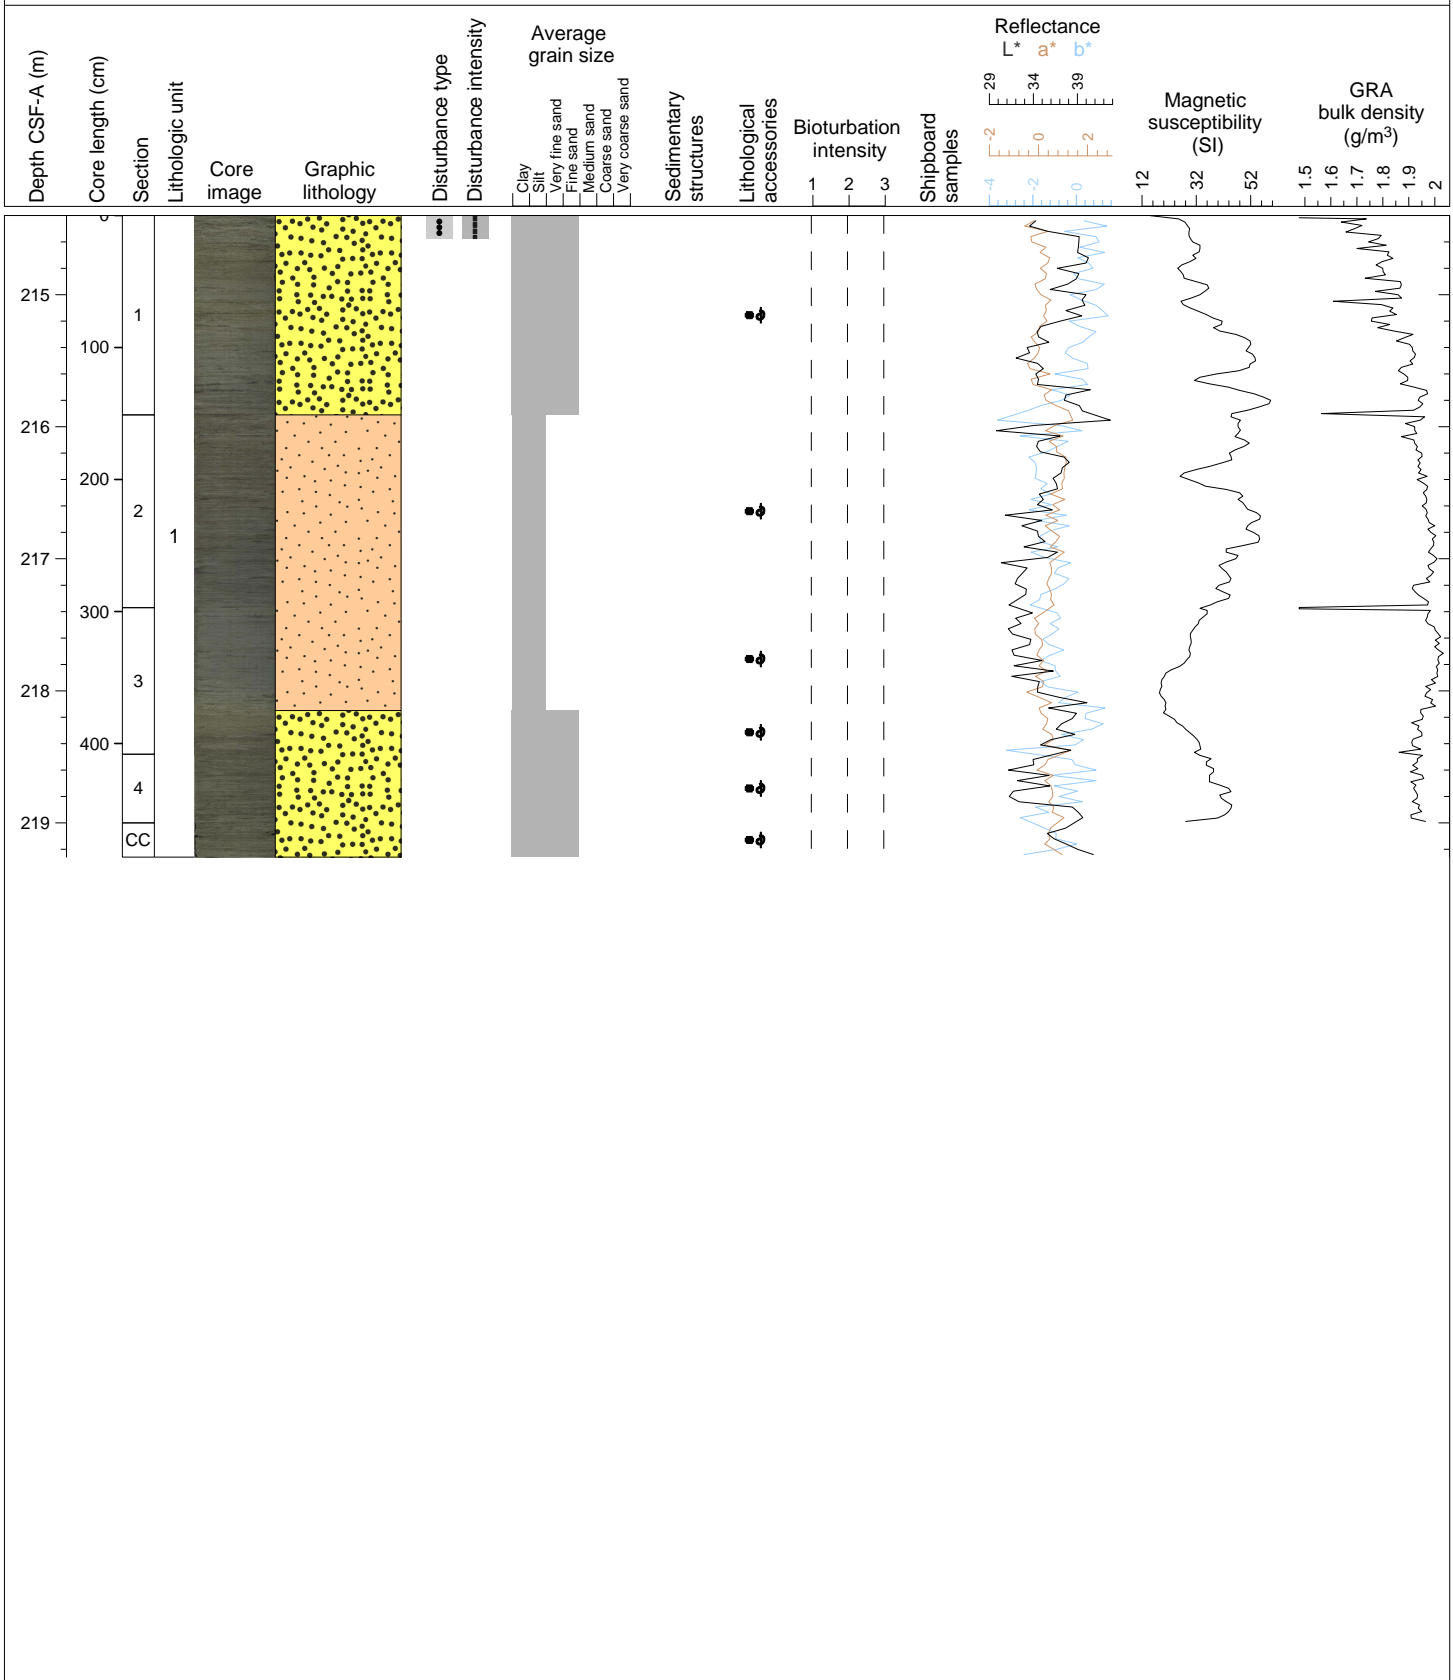 Depth CSF-A (m)
Core length (cm)
Section
Lithologic unit
Core
image
Graphic
lithology
Disturbance type
Disturbance intensity
Average
grain size
Clay
Silt
Very fine sand
Fine sand
Medium sand
Coarse sand
Very coarse sand
Sedimentary
structures
Lithological
accessories
Bioturbation
intensity
1 2 3
Shipboard
samples
Reflectance
L* a* b*
29 34 39
-2 0 2
-4 -2 0
Magnetic
susceptibility
(SI)
12 32 52
GRA
bulk density
(g/m³)
1.5 1.6 1.7 1.8 1.9 2
0
215
1
100
216
200
2
1
217
300
3
218
400
4
219
CC